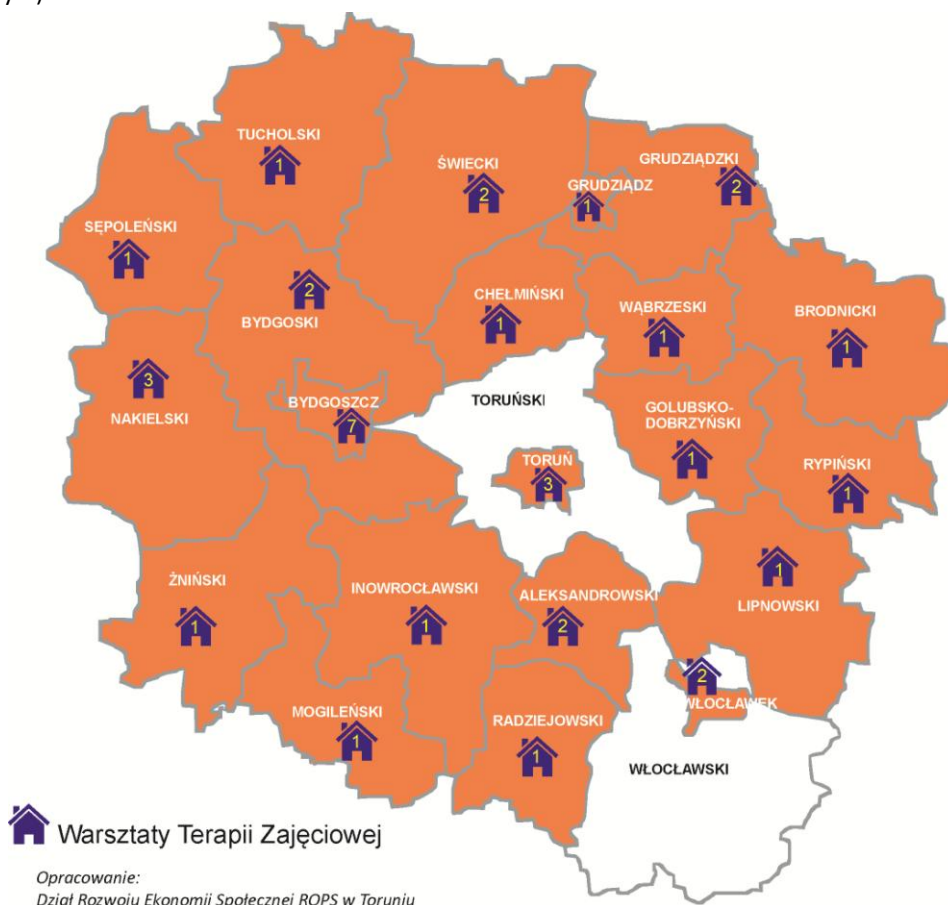 TUCHOLSKI
1
ŚWIECKI
2
GRUDZIĄDZKI
2
GRUDZIĄDZ
1
SĘPOLEŃSKI
1
2
BYDGOSKI
CHEŁMIŃSKI
1
WĄBRZESKI
1
BRODNICKI
1
3
NAKIELSKI
BYDGOSZCZ
7
TORUŃSKI
GOLUBSKO-
DOBRZYŃSKI
1
TORUŃ
3
RYPIŃSKI
1
ŻNIŃSKI
1
INOWROCŁAWSKI
1
ALEKSANDROWSKI
2
1
LIPNOWSKI
2
WŁOCŁAWEK
MOGILEŃSKI
1
RADZIEJOWSKI
1
WŁOCŁAWSKI
Warsztaty Terapii Zajęciowej
Opracowanie:
Dział Rozwoju Ekonomii Społecznej ROPS w Toruniu